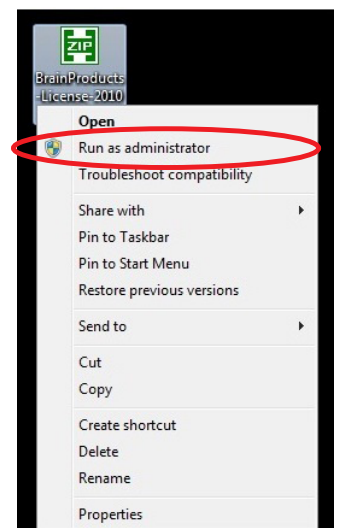 ZIP
BrainProducts
-License-2010
Open
Run as administrator
Troubleshoot compatibility
Share with
Pin to Taskbar
Pin to Start Menu
Restore previous versions
Send to
Cut
Copy
Create shortcut
Delete
Rename
Properties